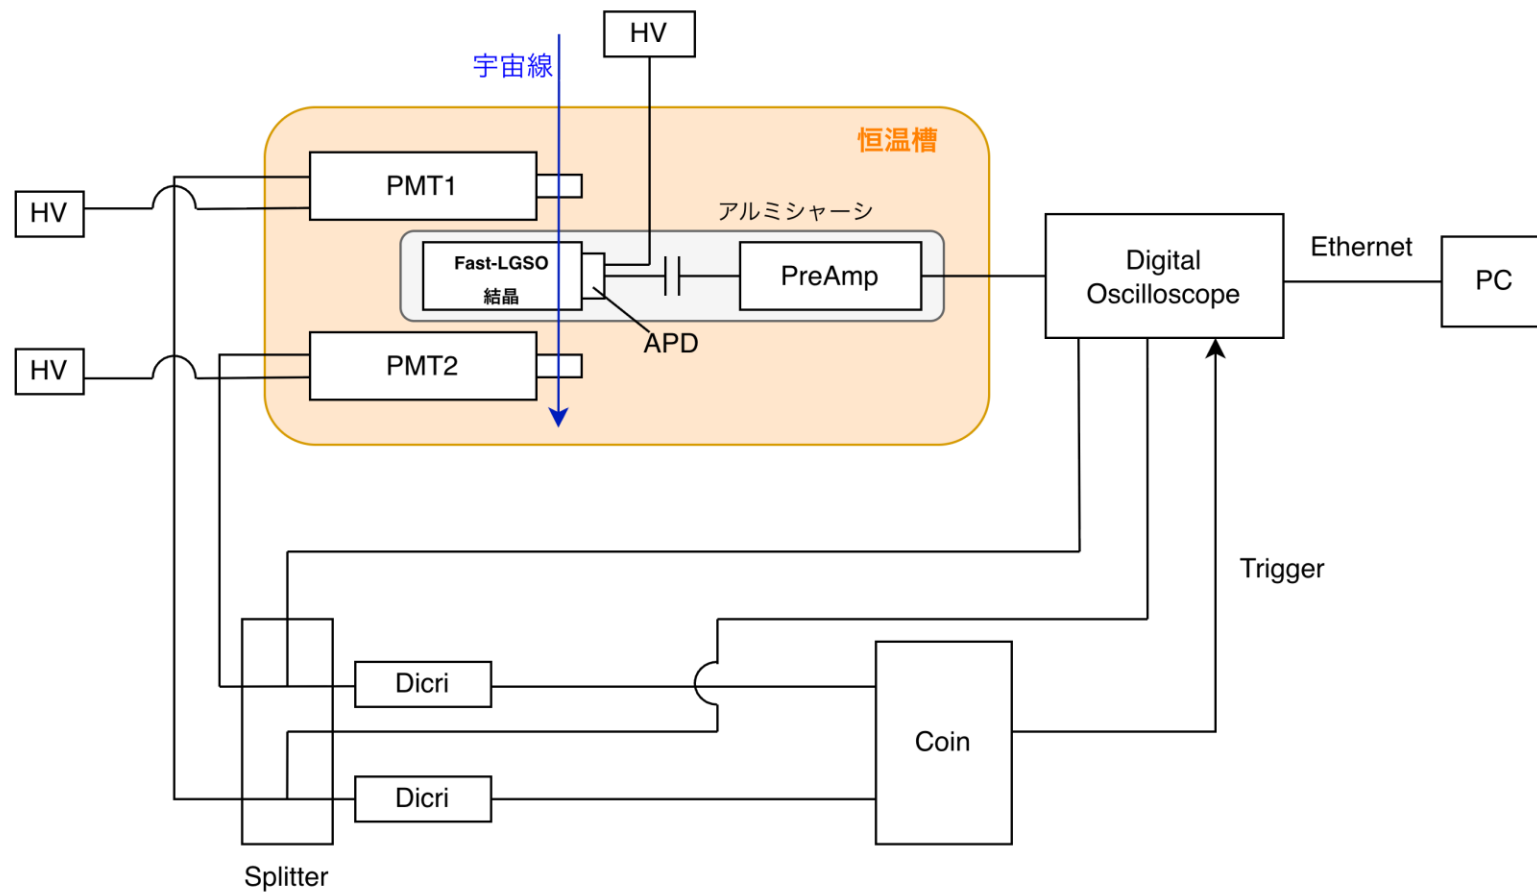 HV
宇宙線
恒温槽
PMT1
HV
アルミシャーシ
Fast-LGSO
結晶
PreAmp
Digital
Oscilloscope
Ethernet
PC
APD
HV
PMT2
Trigger
Dicri
Coin
Dicri
Splitter